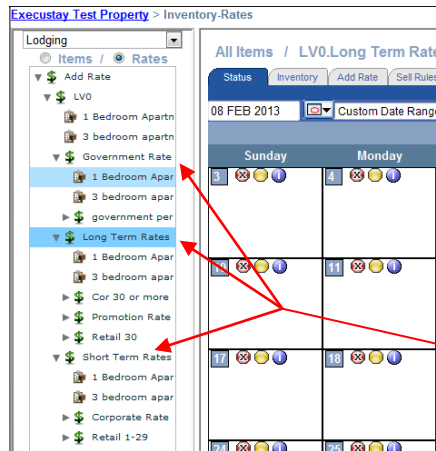 Execustay Test Property > Inventory-Rates
Lodging
Items / Rates
Add Rate
LV0
1 Bedroom Apartn
3 bedroom apartn
Government Rate
1 Bedroom Apar
3 bedroom apar
government per
Long Term Rates
1 Bedroom Apar
3 bedroom apar
Cor 30 or more
Promotion Rate
Retail 30
Short Term Rates
1 Bedroom Apar
3 bedroom apar
Corporate Rate
Retail 1-29
All Items / LV0.Long Term Rate
Status Inventory Add Rate Sell Rules
08 FEB 2013 Custom Date Range
Sunday Monday
3 4
10 11
17 18
24 25